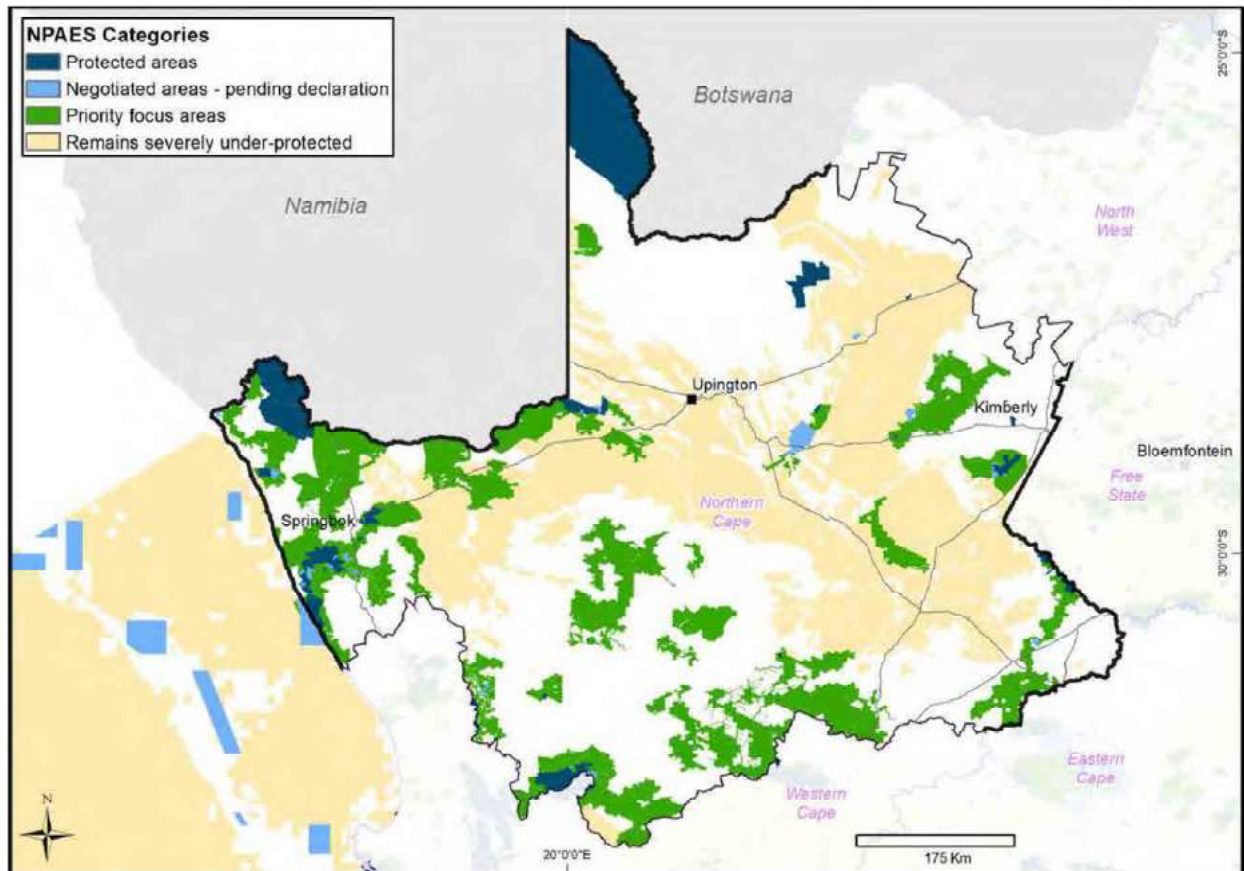 NPAES Categories
Protected areas
Negotiated areas - pending declaration
Priority focus areas
Remains severely under-protected
Botswana
Namibia
North
West
25°0'0"S
Upington
Kimberly
Bloemfontein
Free
State
Northern
Cape
Springbok
30°0'0"S
Eastern
Cape
Western
Cape
N
20°0'0"E
175 Km